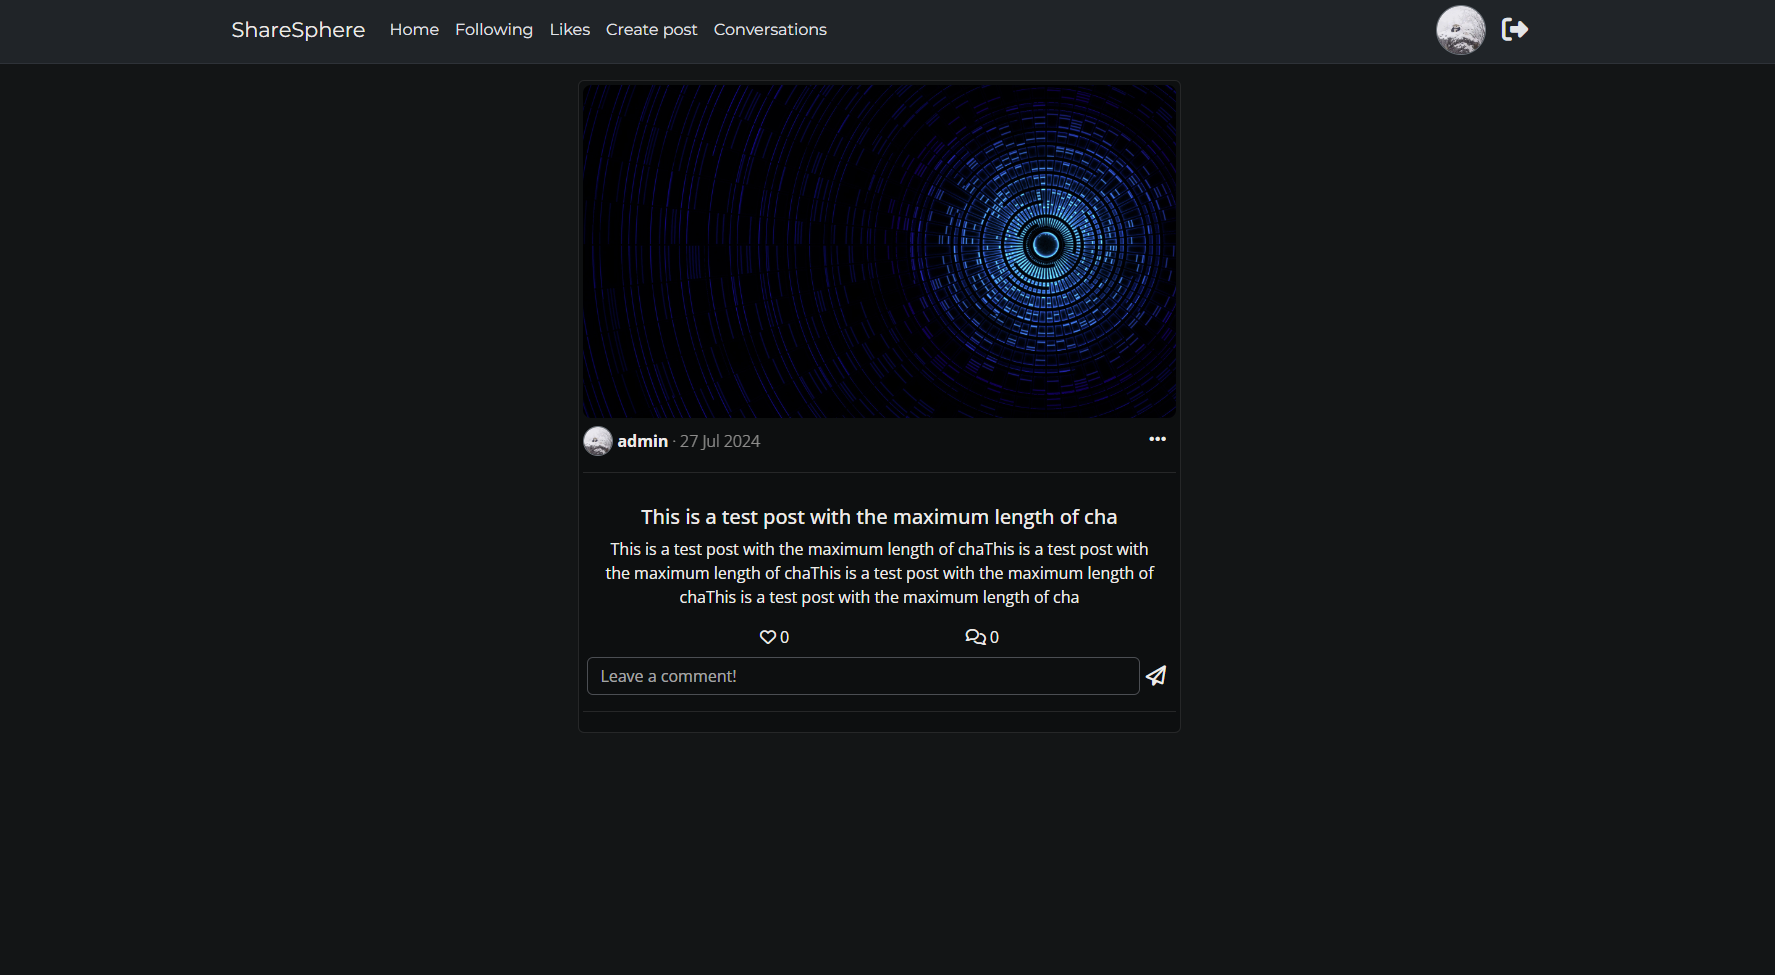 ShareSphere Home Following Likes Create post Conversations
admin · 27 Jul 2024
This is a test post with the maximum length of cha
This is a test post with the maximum length of chaThis is a test post with
the maximum length of chaThis is a test post with the maximum length of
chaThis is a test post with the maximum length of cha
0 0
Leave a comment!